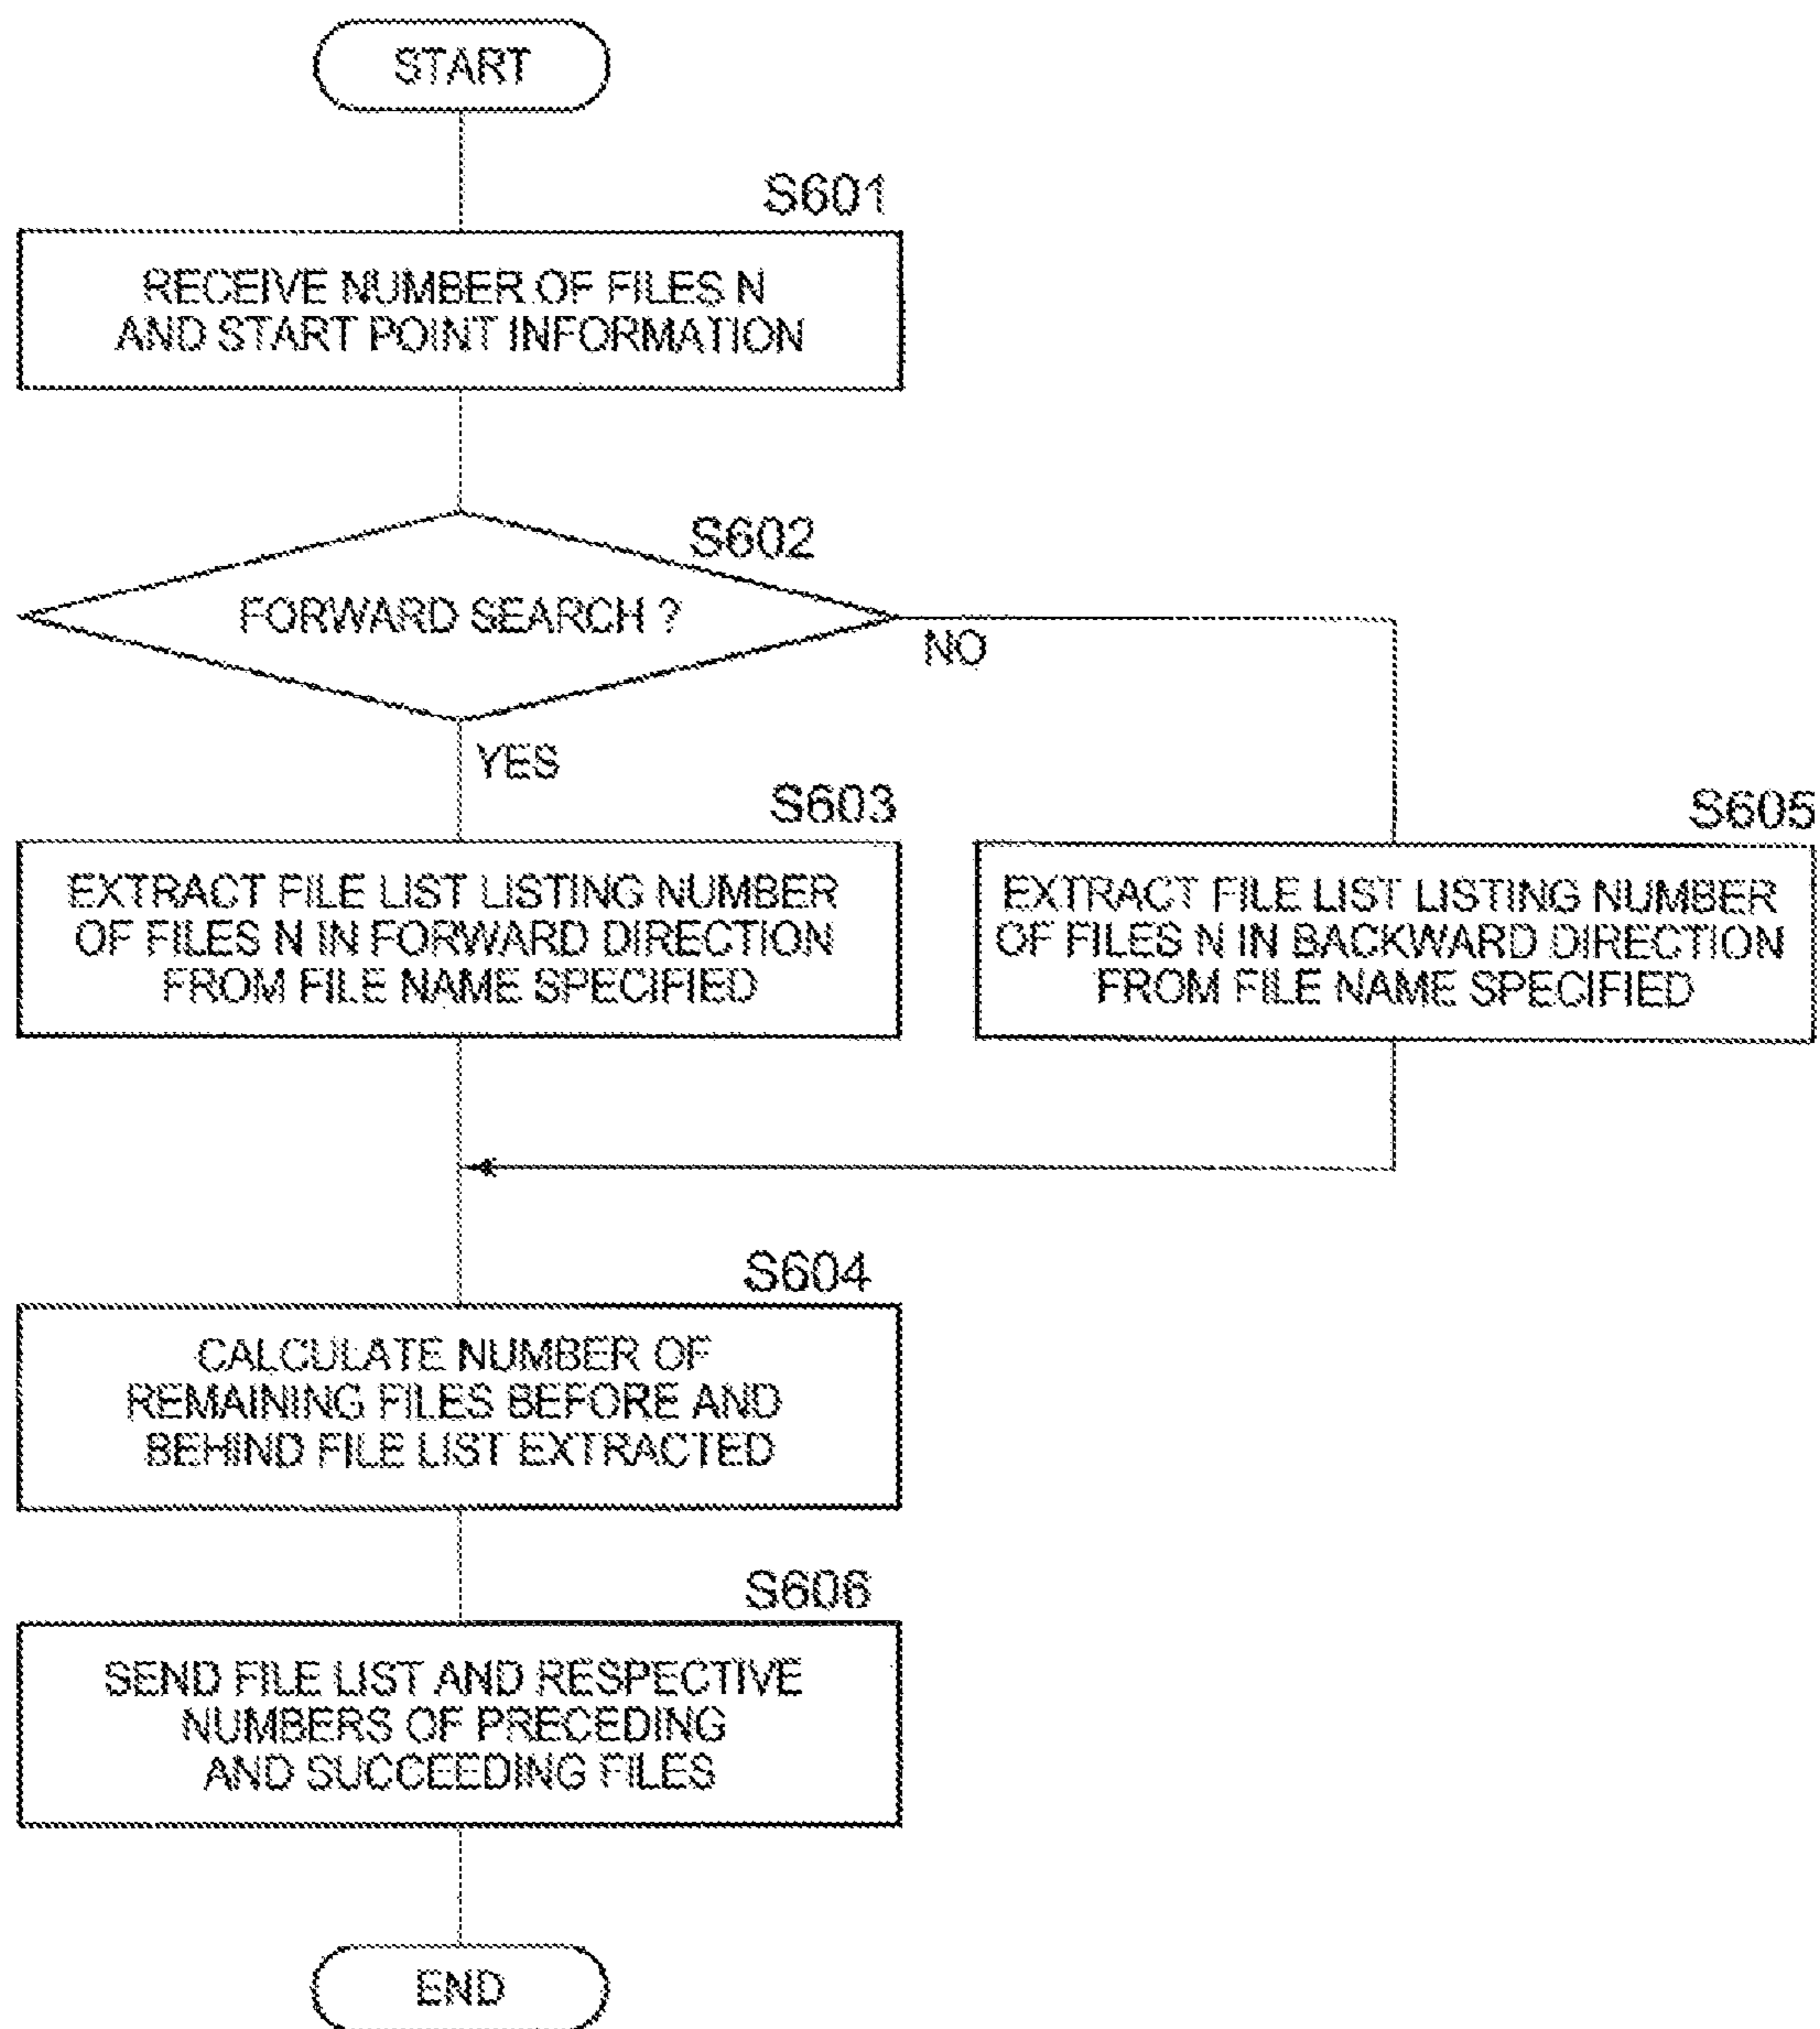 START
S601
RECEIVE NUMBER OF FILES N
AND START POINT INFORMATION
S602
FORWARD SEARCH ?
NO
YES
S603
EXTRACT FILE LIST LISTING NUMBER
OF FILES N IN FORWARD DIRECTION
FROM FILE NAME SPECIFIED
S605
EXTRACT FILE LIST LISTING NUMBER
OF FILES N IN BACKWARD DIRECTION
FROM FILE NAME SPECIFIED
S604
CALCULATE NUMBER OF
REMAINING FILES BEFORE AND
BEHIND FILE LIST EXTRACTED
S606
SEND FILE LIST AND RESPECTIVE
NUMBERS OF PRECEDING
AND SUCCEEDING FILES
END